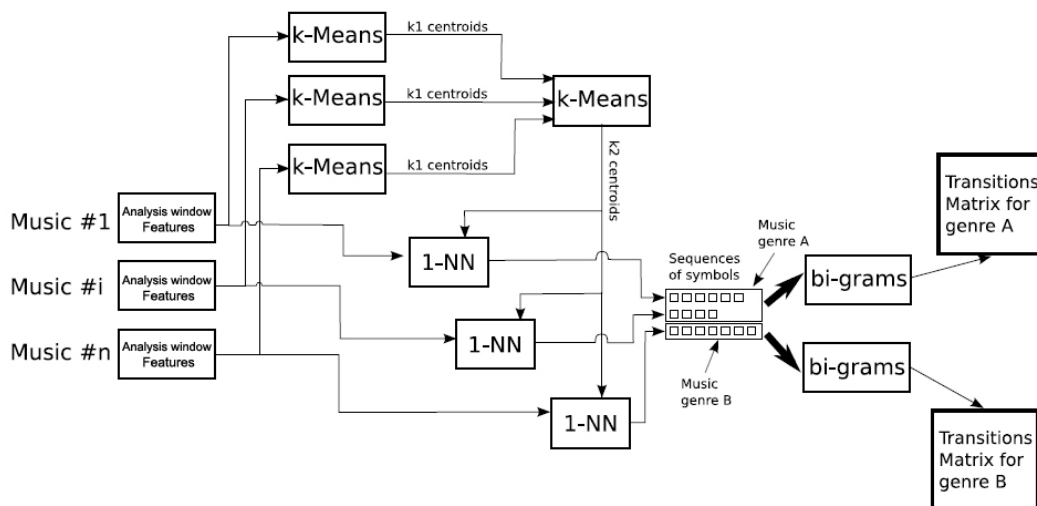 k-Means
k1 centroids
k-Means
k1 centroids
k-Means
k-Means
k1 centroids
k2 centroids
Music #1
Analysis window
Features
Music #i
Analysis window
Features
Music #n
Analysis window
Features
1-NN
1-NN
1-NN
Sequences
of symbols
Music
genre A
Music
genre B
bi-grams
bi-grams
Transitions
Matrix for
genre A
Transitions
Matrix for
genre B